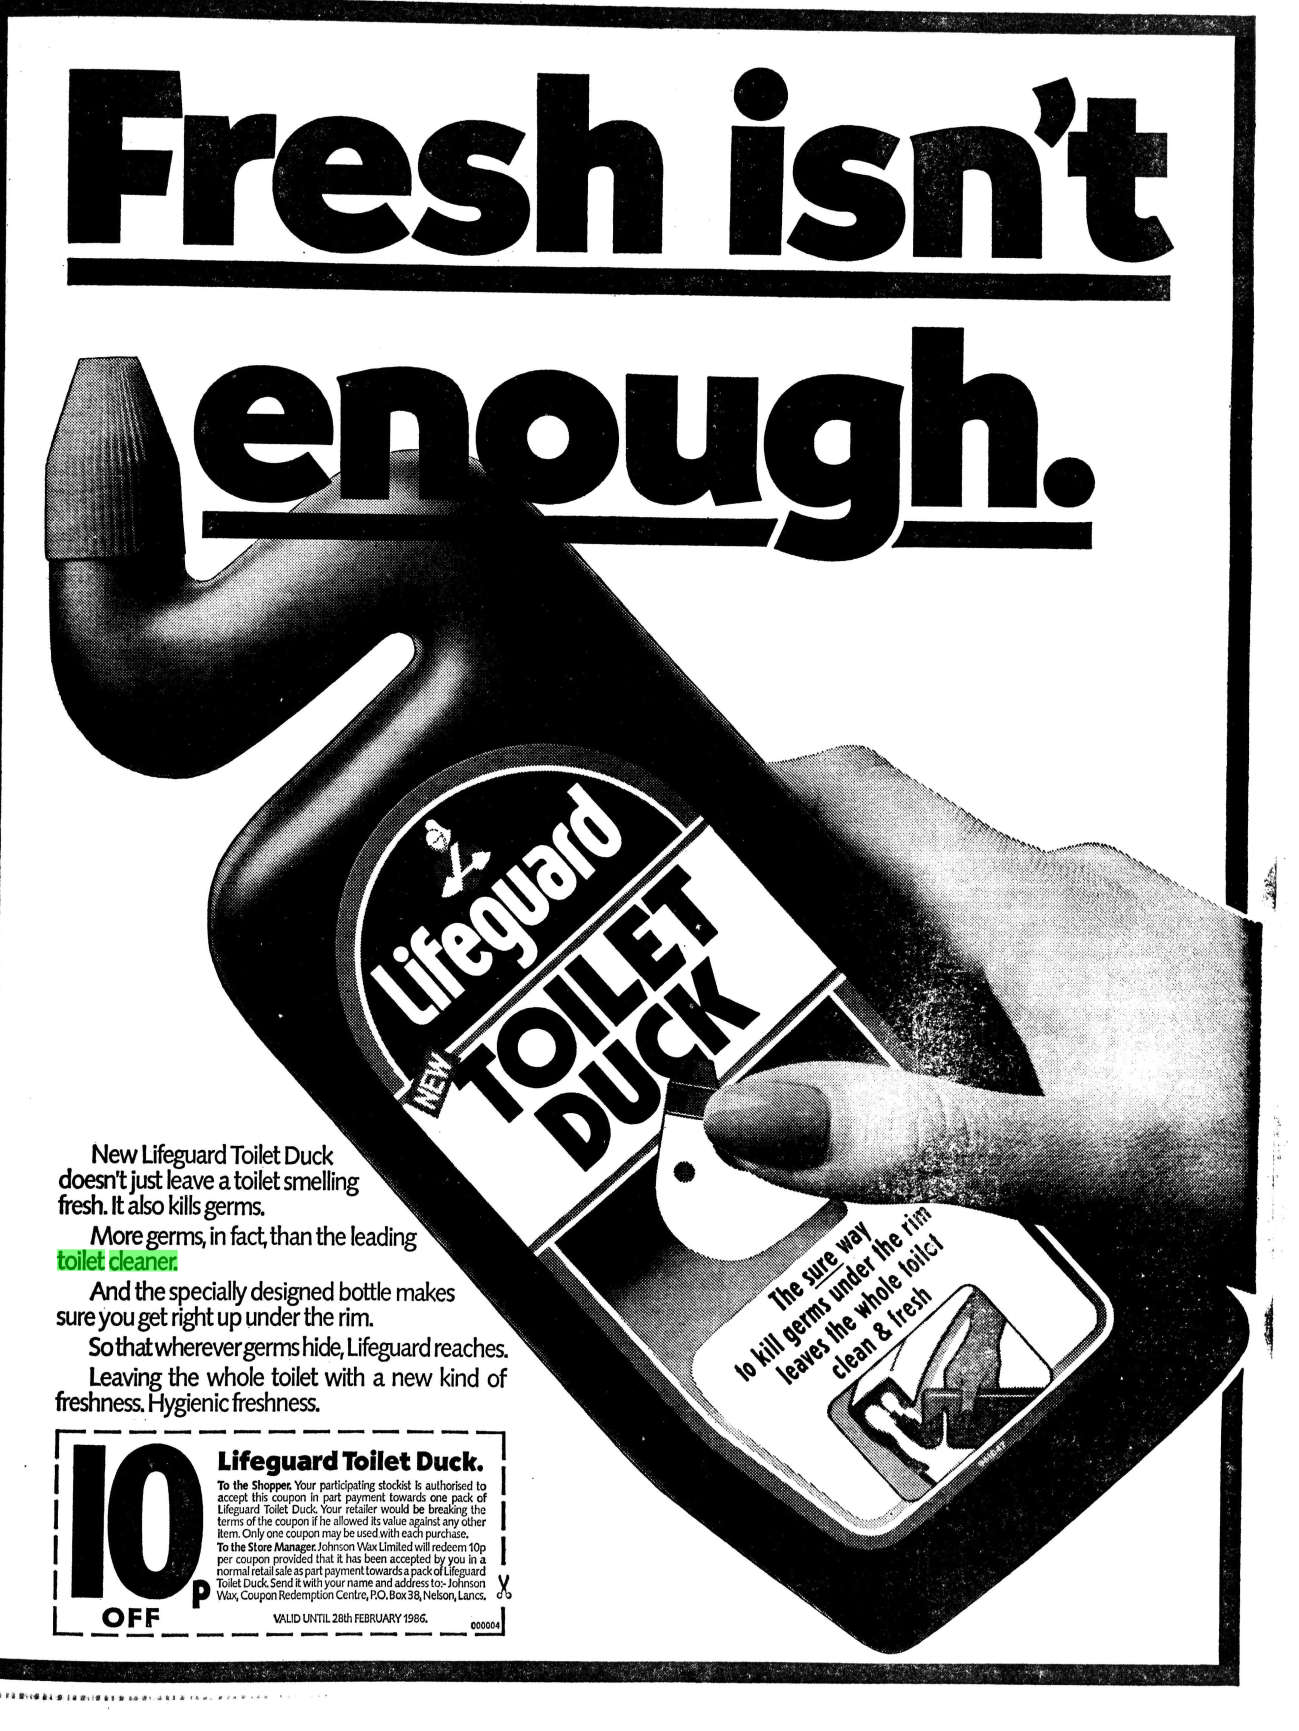 Fresh isn't
enough.
Lifeguard
NEW
TOILET
DUCK
The sure way
to kill germs under the rim
leaves the whole toilet
clean & fresh
New Lifeguard Toilet Duck
doesn't just leave a toilet smelling
fresh. It also kills germs.
More germs, in fact, than the leading
toilet cleaner.
And the specially designed bottle makes
sure you get right up under the rim.
So that wherever germs hide, Lifeguard reaches.
Leaving the whole toilet with a new kind of
freshness. Hygienic freshness.
10p
OFF
Lifeguard Toilet Duck.
To the Shopper. Your participating stockist is authorised to
accept this coupon in part payment towards one pack of
Lifeguard Toilet Duck. Your retailer would be breaking the
terms of the coupon if he allowed its value against any other
item. Only one coupon may be used with each purchase.
To the Store Manager. Johnson Wax Limited will redeem 10p
per coupon provided that it has been accepted by you in a
normal retail sale as part payment towards a pack of Lifeguard
Toilet Duck. Send it with your name and address to:- Johnson
Wax, Coupon Redemption Centre, P.O. Box 38, Nelson, Lancs.
VALID UNTIL 28th FEBRUARY 1986.
000004